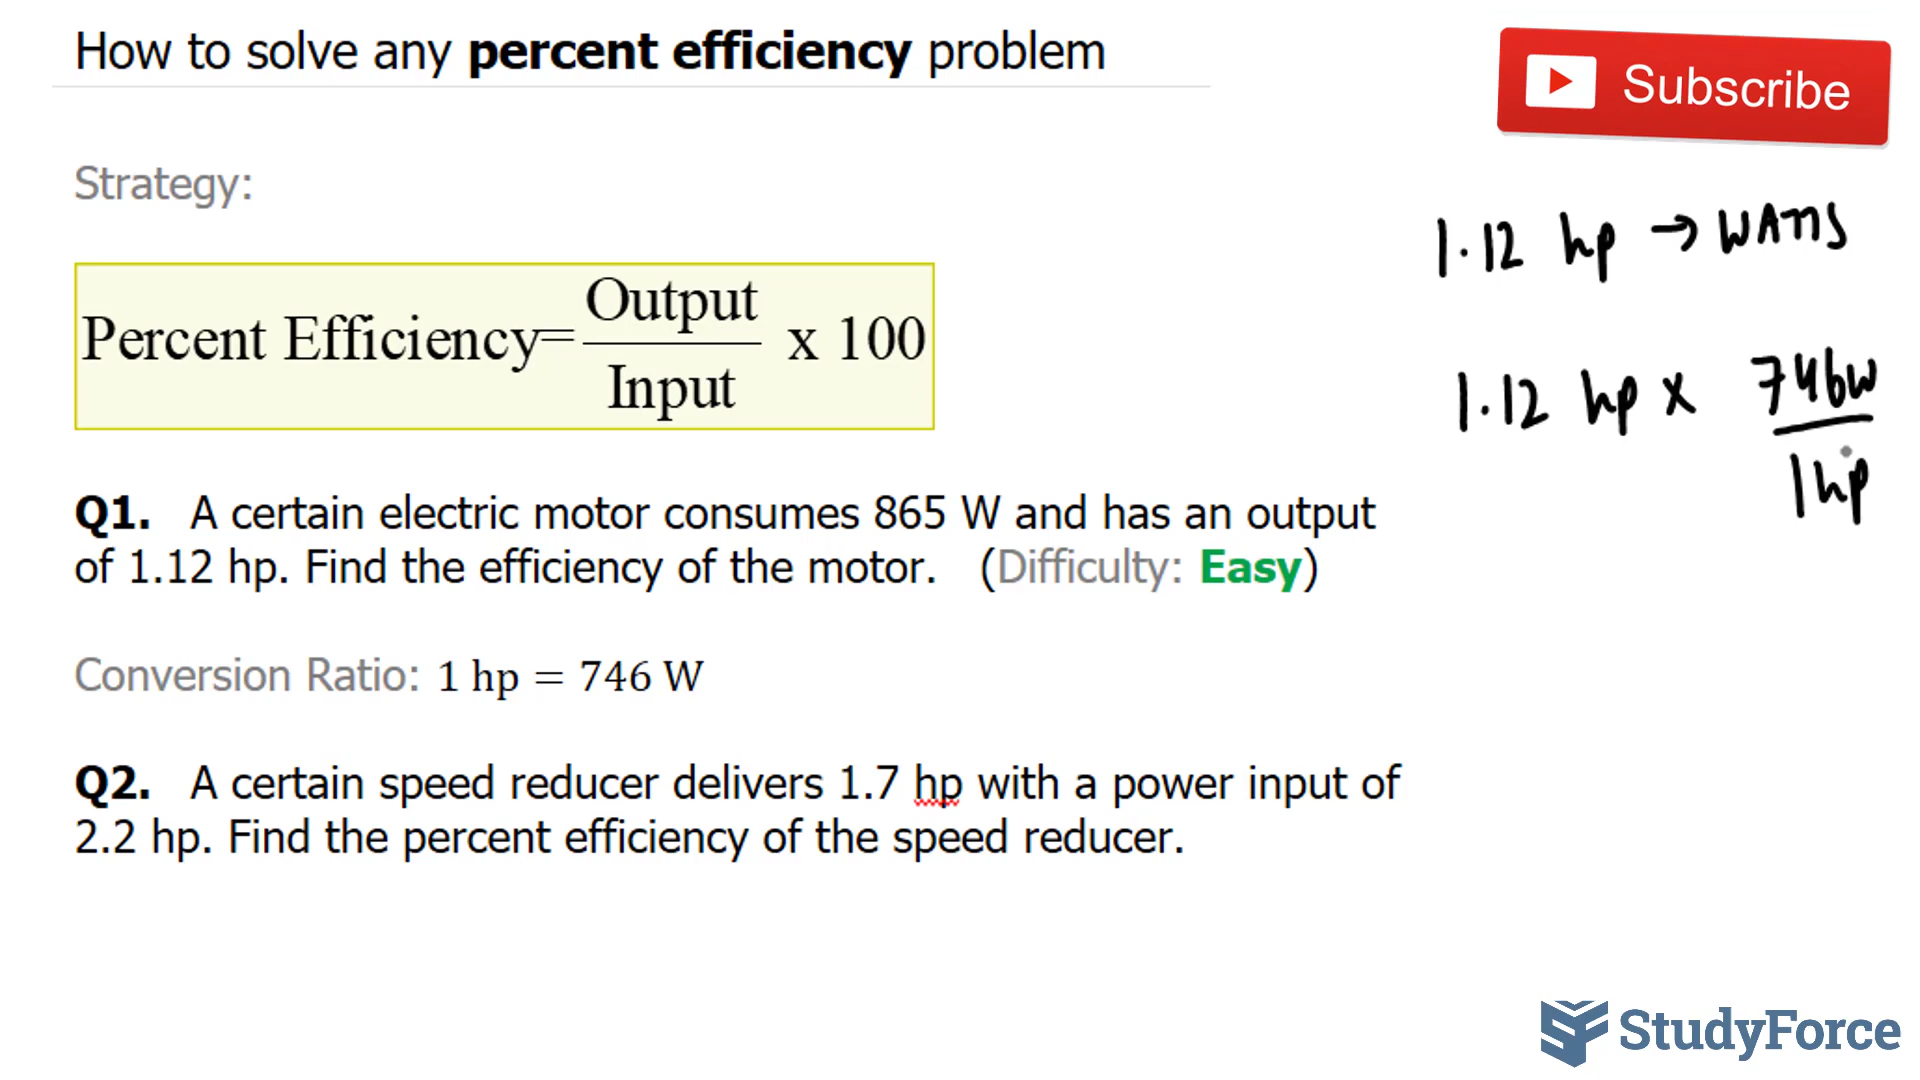 How to solve any percent efficiency problem
Subscribe
Strategy:
1.12 hp → WATTS
Percent Efficiency= Output / Input x 100
1.12 hp x 746W / 1hp
Q1. A certain electric motor consumes 865 W and has an output
of 1.12 hp. Find the efficiency of the motor. (Difficulty: Easy)
Conversion Ratio: 1 hp = 746 W
Q2. A certain speed reducer delivers 1.7 hp with a power input of
2.2 hp. Find the percent efficiency of the speed reducer.
StudyForce